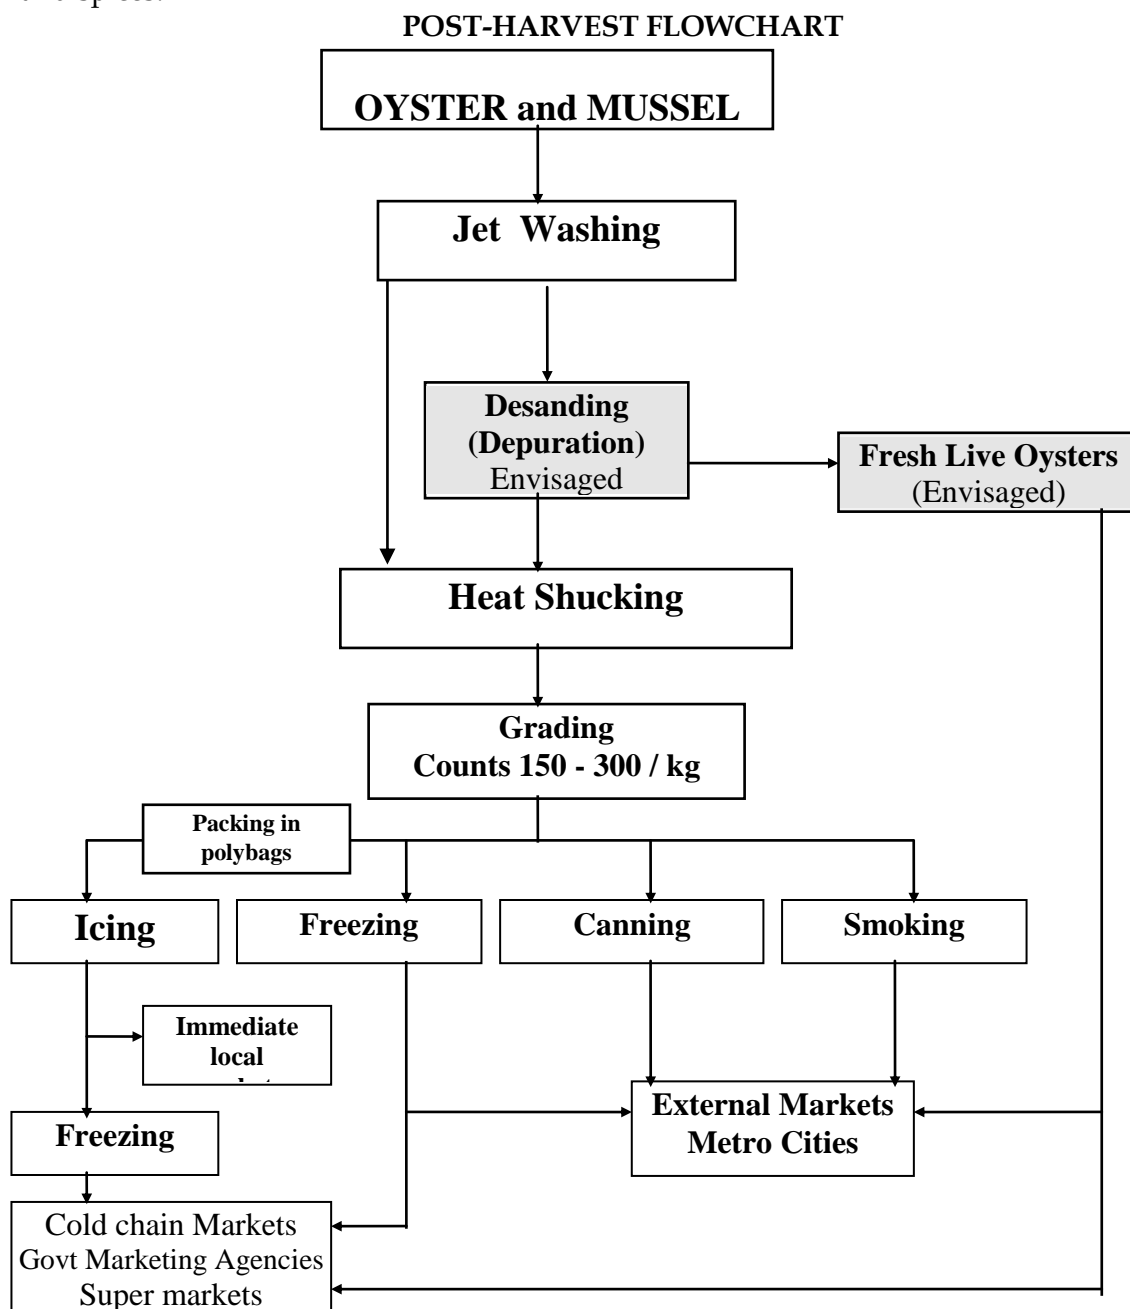 POST-HARVEST FLOWCHART
OYSTER and MUSSEL
Jet Washing
Desanding
(Depuration)
Envisaged
Fresh Live Oysters
(Envisaged)
Heat Shucking
Grading
Counts 150 - 300 / kg
Packing in
polybags
Icing
Freezing
Canning
Smoking
Immediate
local
External Markets
Metro Cities
Freezing
Cold chain Markets
Govt Marketing Agencies
Super markets